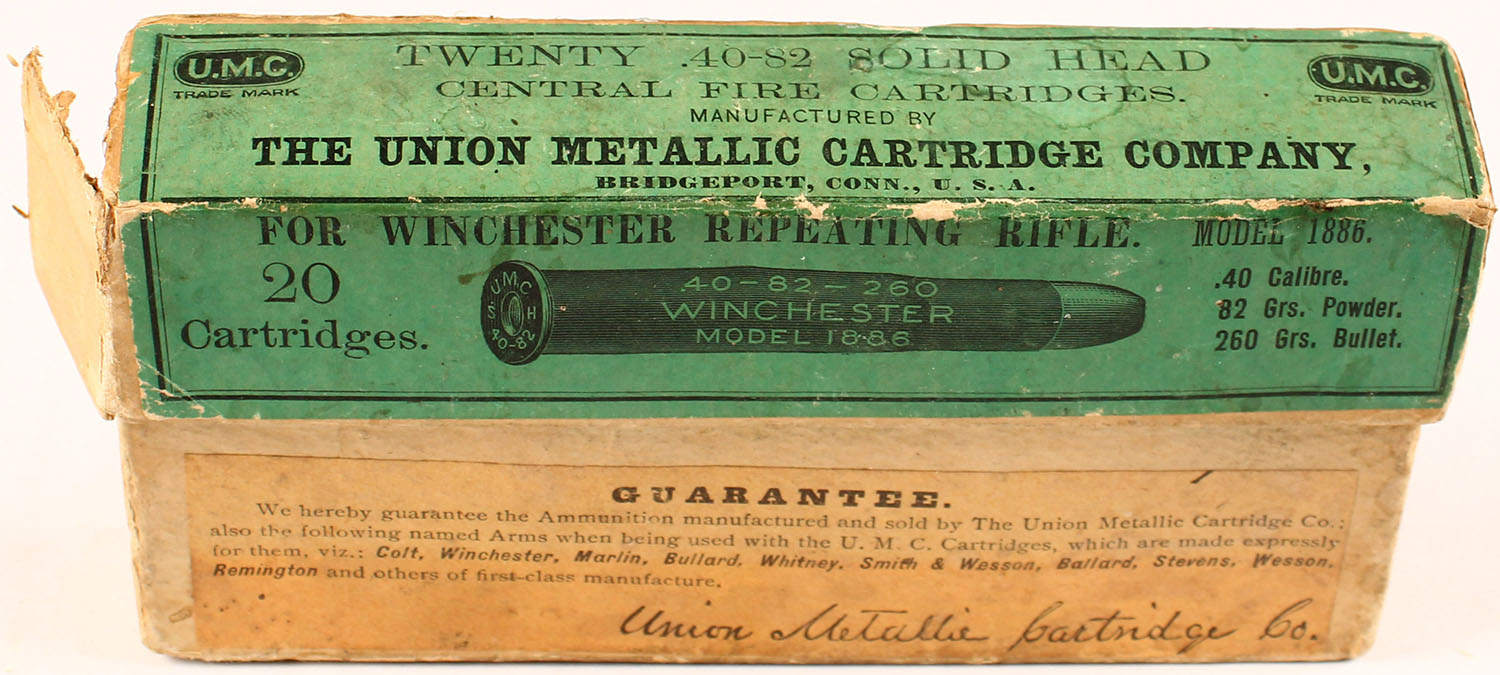 U.M.C.
TRADE MARK
TWENTY .40-82 SOLID HEAD
CENTRAL FIRE CARTRIDGES.
U.M.C.
TRADE MARK
MANUFACTURED BY
THE UNION METALLIC CARTRIDGE COMPANY,
BRIDGEPORT, CONN., U. S. A.
FOR WINCHESTER REPEATING RIFLE. MODEL 1886.
20
Cartridges.
U.M.C.
S H
40-82
40-82-260
WINCHESTER
MODEL 1886
.40 Calibre.
82 Grs. Powder.
260 Grs. Bullet.
GUARANTEE.
We hereby guarantee the Ammunition manufactured and sold by The Union Metallic Cartridge Co.;
also the following named Arms when being used with the U. M. C. Cartridges, which are made expressly
for them, viz.: Colt, Winchester, Marlin, Bullard, Whitney, Smith & Wesson, Ballard, Stevens, Wesson,
Remington and others of first-class manufacture.
Union Metallic Cartridge Co.